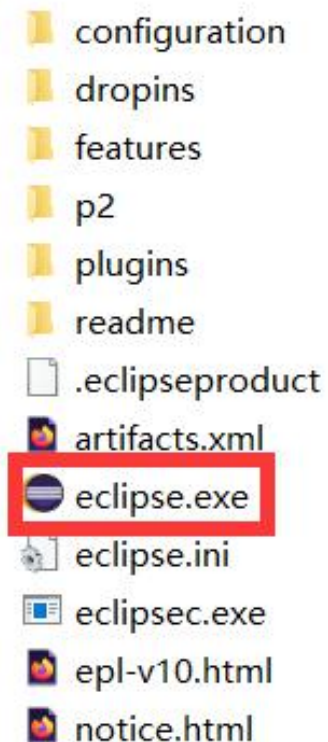 configuration
dropins
features
p2
plugins
readme
.eclipseproduct
artifacts.xml
eclipse.exe
eclipse.ini
eclipsec.exe
epl-v10.html
notice.html